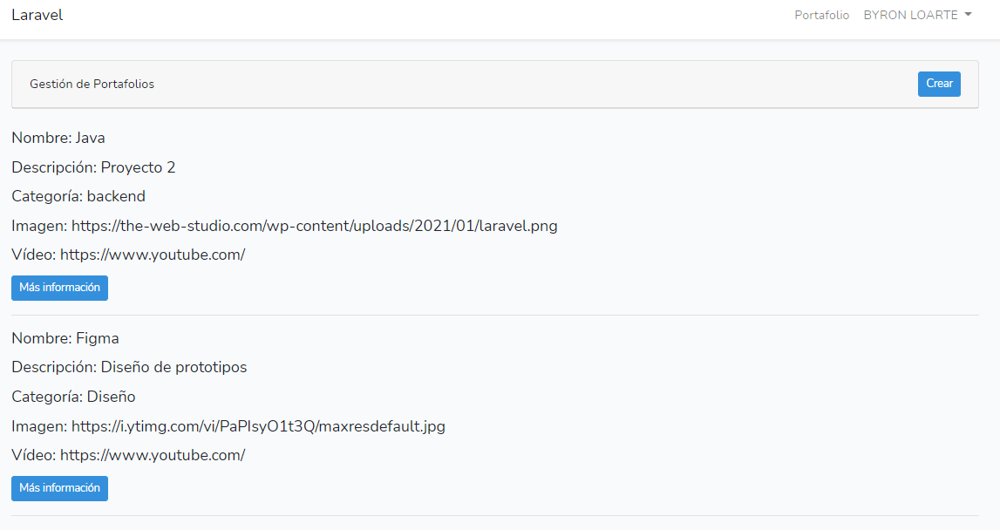 Laravel Portafolio BYRON LOARTE
Gestión de Portafolios Crear
Nombre: Java
Descripción: Proyecto 2
Categoría: backend
Imagen: https://the-web-studio.com/wp-content/uploads/2021/01/laravel.png
Vídeo: https://www.youtube.com/
Más información
Nombre: Figma
Descripción: Diseño de prototipos
Categoría: Diseño
Imagen: https://i.ytimg.com/vi/PaPIsyO1t3Q/maxresdefault.jpg
Vídeo: https://www.youtube.com/
Más información